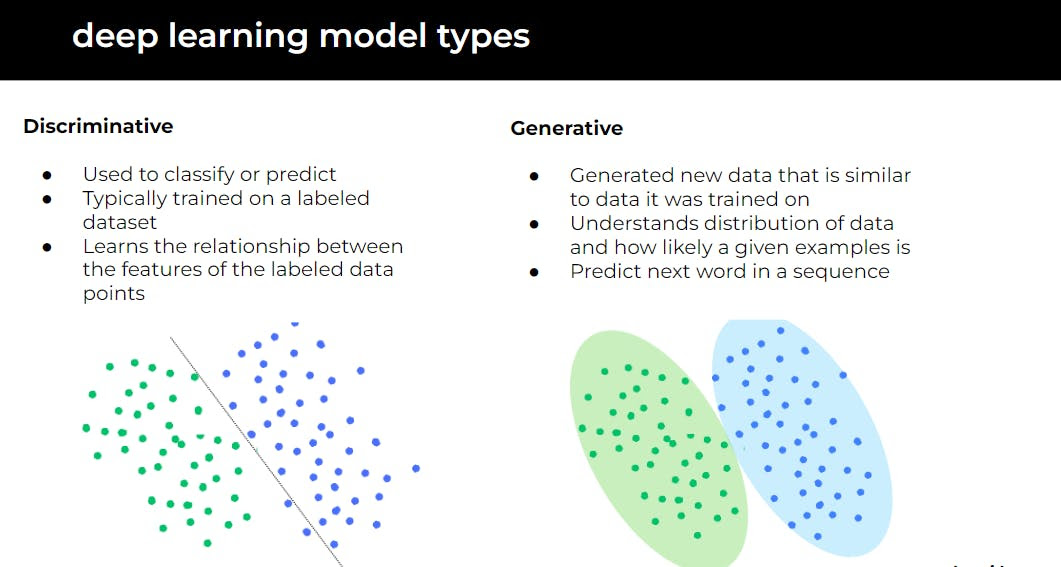 deep learning model types
Discriminative
● Used to classify or predict
● Typically trained on a labeled
dataset
● Learns the relationship between
the features of the labeled data
points
Generative
● Generated new data that is similar
to data it was trained on
● Understands distribution of data
and how likely a given examples is
● Predict next word in a sequence